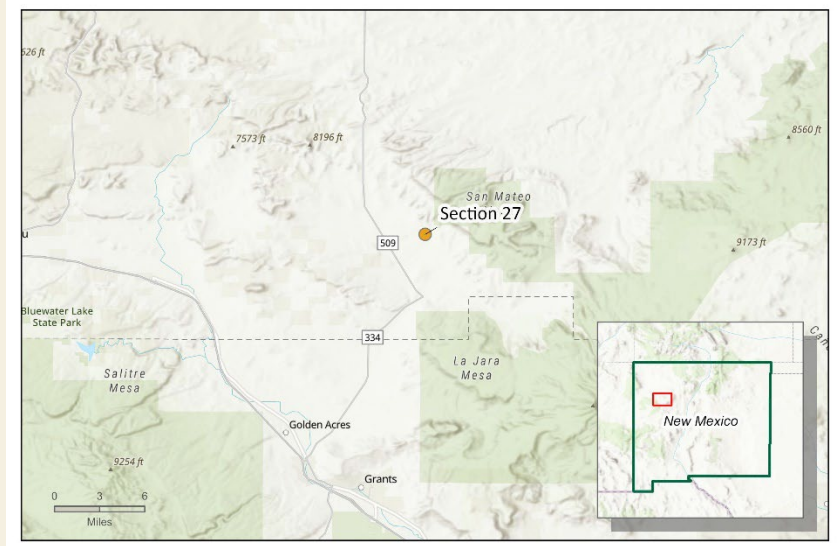 626 ft
7573 ft
8196 ft
8560 ft
San Mateo
Section 27
u
509
9173 ft
Bluewater Lake
State Park
334
Salitre
Mesa
La Jara
Mesa
New Mexico
Golden Acres
9254 ft
Grants
0 3 6
Miles